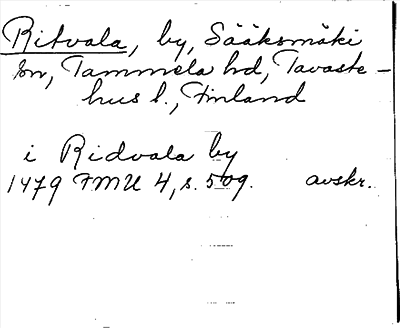 Ritvala, by, Sääksmäki
sn, Tammela hd, Tavaste-
hus l., Finland
i Ridvala by
1479 FMU 4, s. 509. avskr.